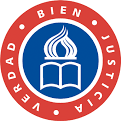 VERDAD • BIEN • JUSTICIA •